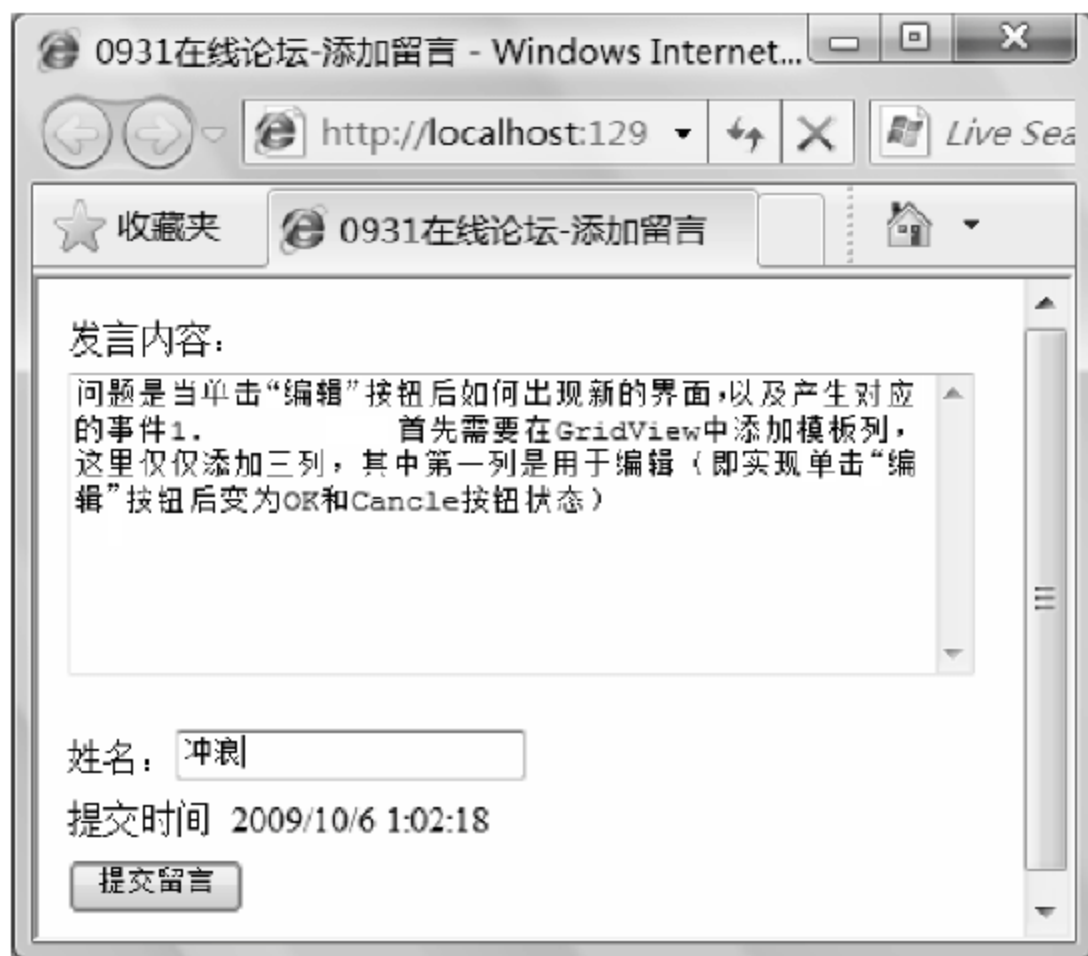 0931在线论坛-添加留言 - Windows Internet...
http://localhost:129
Live Sea
收藏夹
0931在线论坛-添加留言
发言内容：
问题是当单击“编辑”按钮后如何出现新的界面，以及产生对应
的事件1. 首先需要在GridView中添加模板列，
这里仅仅添加三列，其中第一列是用于编辑（即实现单击“编
辑”按钮后变为OK和Cancle按钮状态）
姓名：冲浪
提交时间 2009/10/6 1:02:18
提交留言